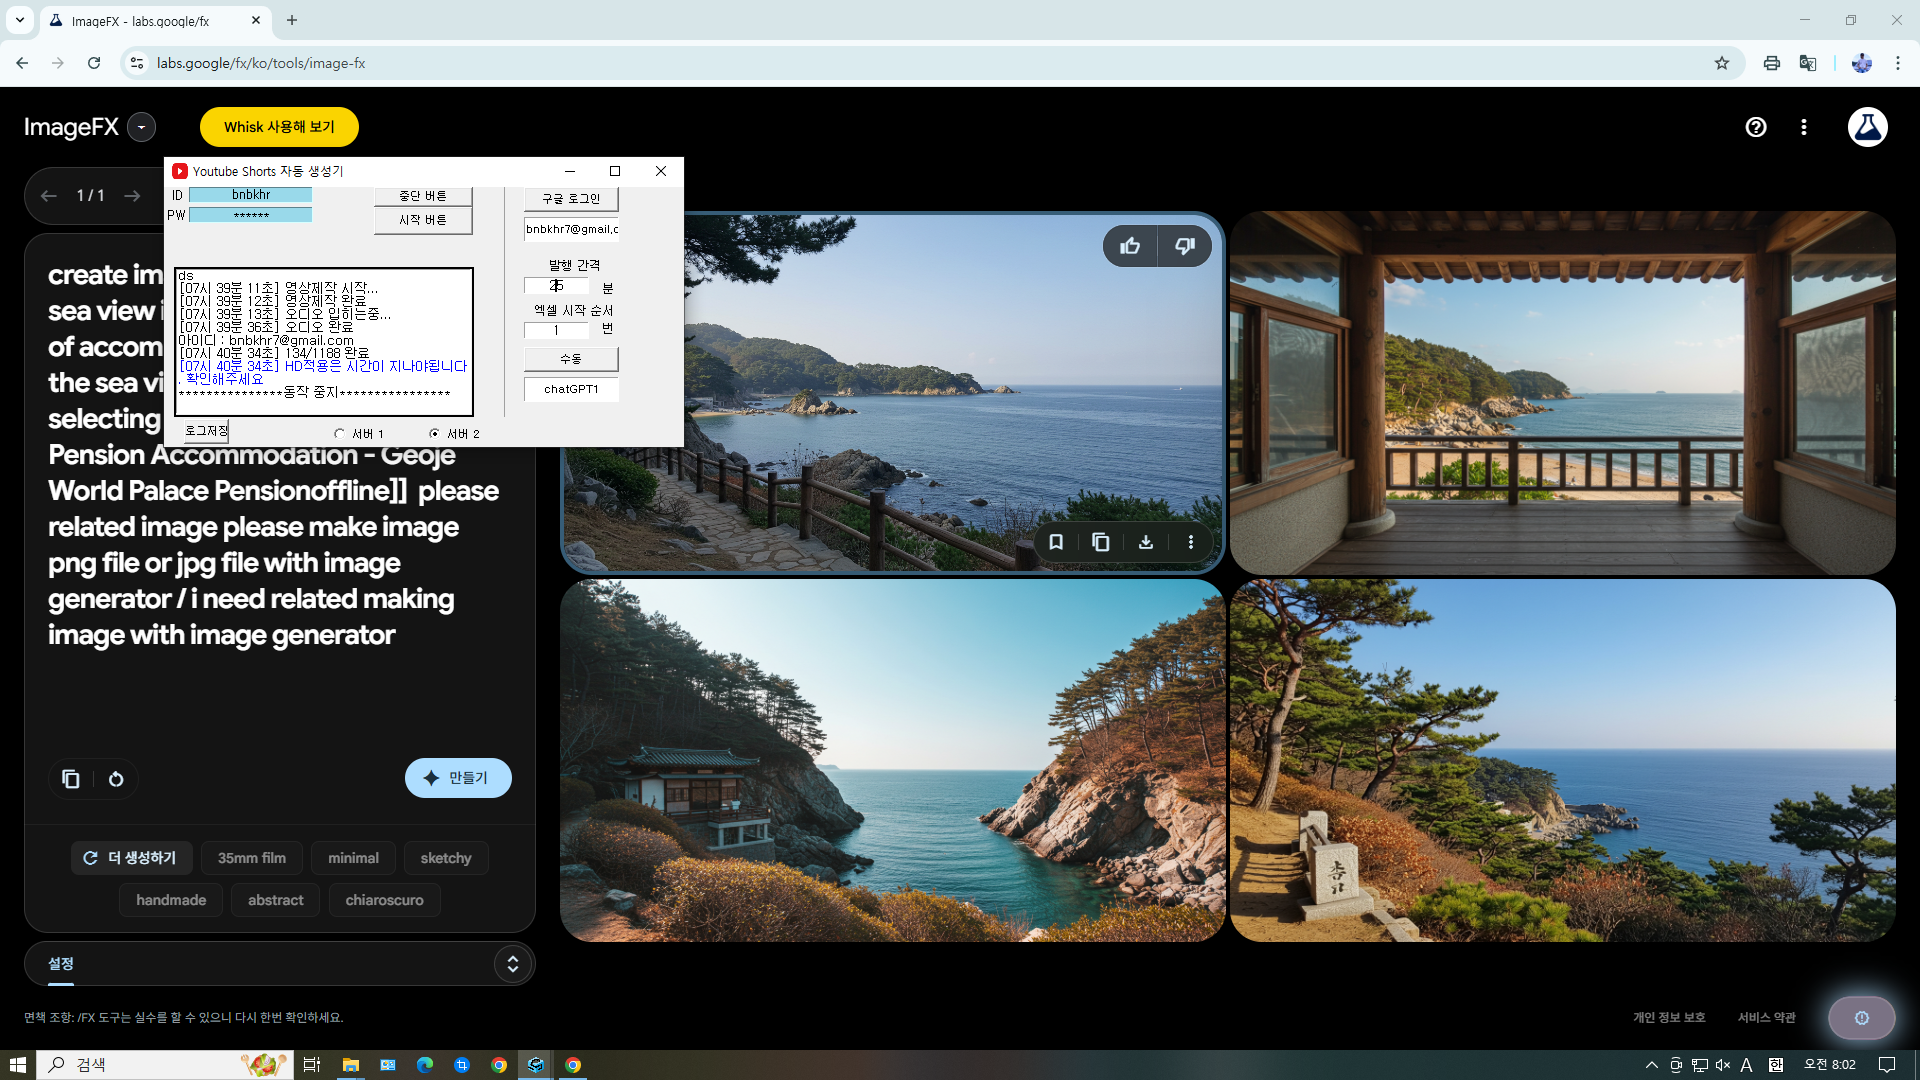 ImageFX - labs.google/fx
labs.google/fx/ko/tools/image-fx
ImageFX
Whisk 사용해 보기
1 / 1
Youtube Shorts 자동 생성기
ID
bnbkhr
PW
******
중단 버튼
시작 버튼
구글 로그인
bnbkhr7@gmail.c
발행 간격
25
분
엑셀 시작 순서
1
번
수동
chatGPT1
ds
[07시 39분 11초] 영상제작 시작...
[07시 39분 12초] 영상제작 완료
[07시 39분 13초] 오디오 입히는중...
[07시 39분 36초] 오디오 완료
아이디 : bnbkhr7@gmail.com
[07시 40분 34초] 134/1188 완료
[07시 40분 34초] HD적용은 시간이 지나야됩니다
. 확인해주세요
***************동작 중지****************
로그저장
서버 1
서버 2
create im
sea view i
of accom
the sea vi
selecting
Pension Accommodation - Geoje
World Palace Pensionoffline]] please
related image please make image
png file or jpg file with image
generator / i need related making
image with image generator
만들기
더 생성하기
35mm film
minimal
sketchy
handmade
abstract
chiaroscuro
설정
면책 조항: /FX 도구는 실수를 할 수 있으니 다시 한번 확인하세요.
개인 정보 보호
서비스 약관
검색
A
한
오전 8:02